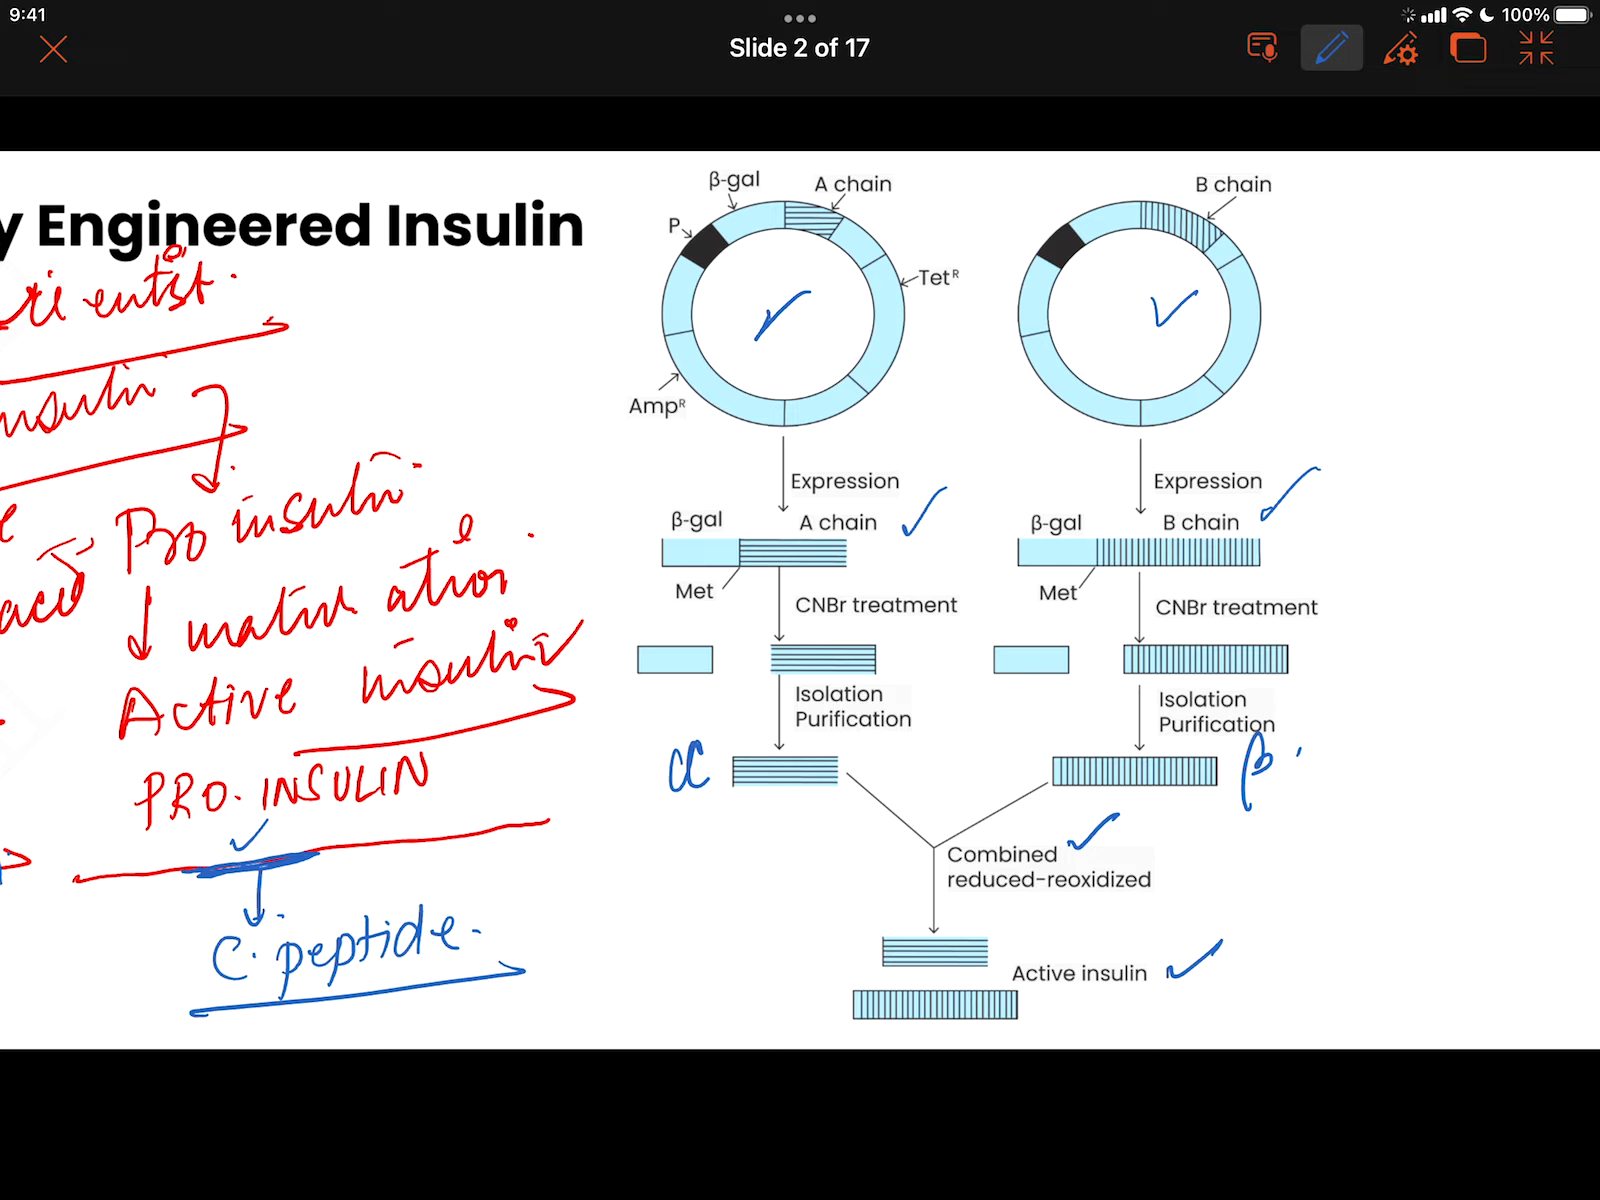 9:41
100%
Slide 2 of 17
y Engineered Insulin
entist.
insulin
Pro insulin
maturation
Active insulin
PRO. INSULIN
C. peptide.
β-gal
A chain
P
Tetᴿ
Ampᴿ
Expression
β-gal
A chain
Met
CNBr treatment
Isolation
Purification
α
B chain
Expression
β-gal
B chain
Met
CNBr treatment
Isolation
Purification
β
Combined
reduced-reoxidized
Active insulin